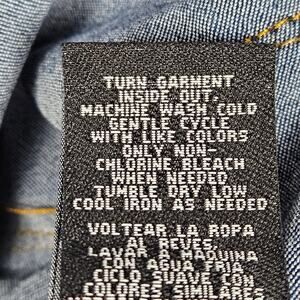 TURN GARMENT
INSIDE OUT,
MACHINE WASH COLD
GENTLE CYCLE
WITH LIKE COLORS
ONLY NON-
CHLORINE BLEACH
WHEN NEEDED
TUMBLE DRY LOW
COOL IRON AS NEEDED
VOLTEAR LA ROPA
AL REVES,
LAVAR A MAQUINA
CON AGUA FRIA
CICLO SUAVE CON
COLORES SIMILARES